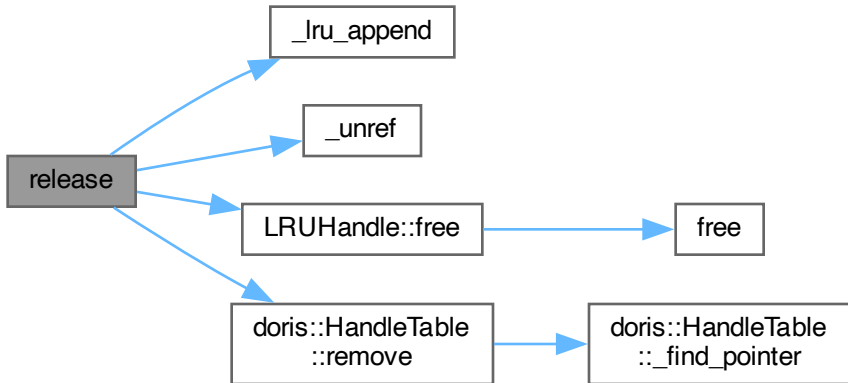 _lru_append
_unref
release
LRUHandle::free
free
doris::HandleTable
::remove
doris::HandleTable
::_find_pointer